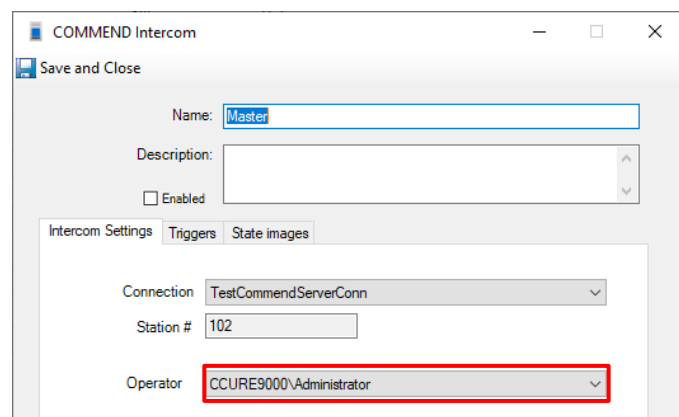 COMMEND Intercom
Save and Close
Name: Master
Description:
Enabled
Intercom Settings Triggers State images
Connection TestCommendServerConn
Station # 102
Operator CCURE9000\Administrator